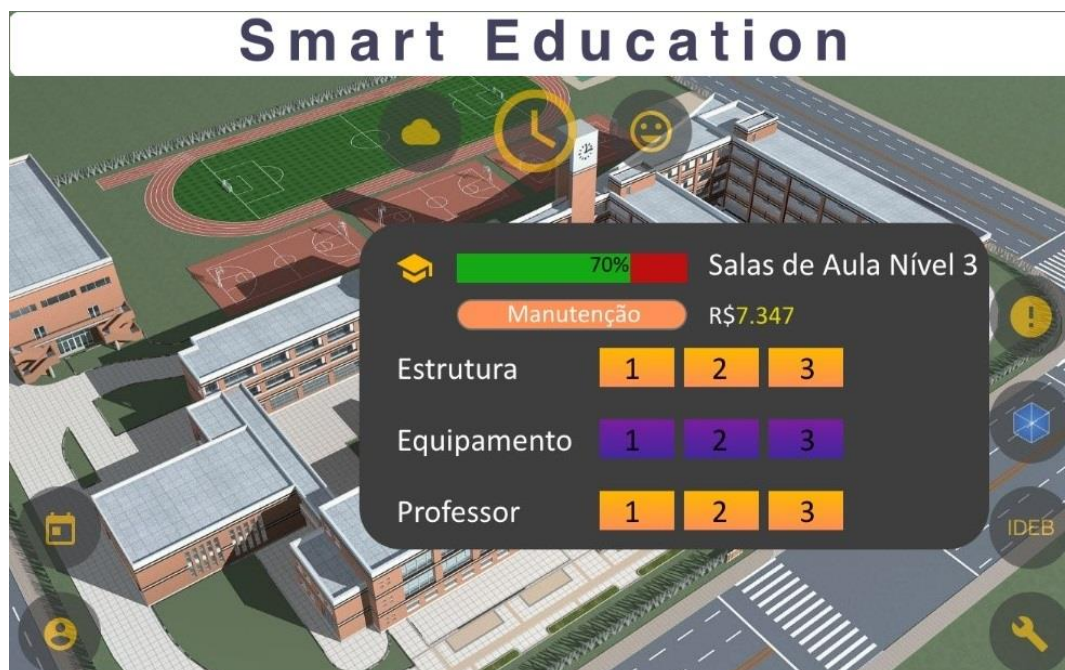 Smart Education
70% Salas de Aula Nível 3
Manutenção R$7.347
Estrutura 1 2 3
Equipamento 1 2 3
Professor 1 2 3
IDEB